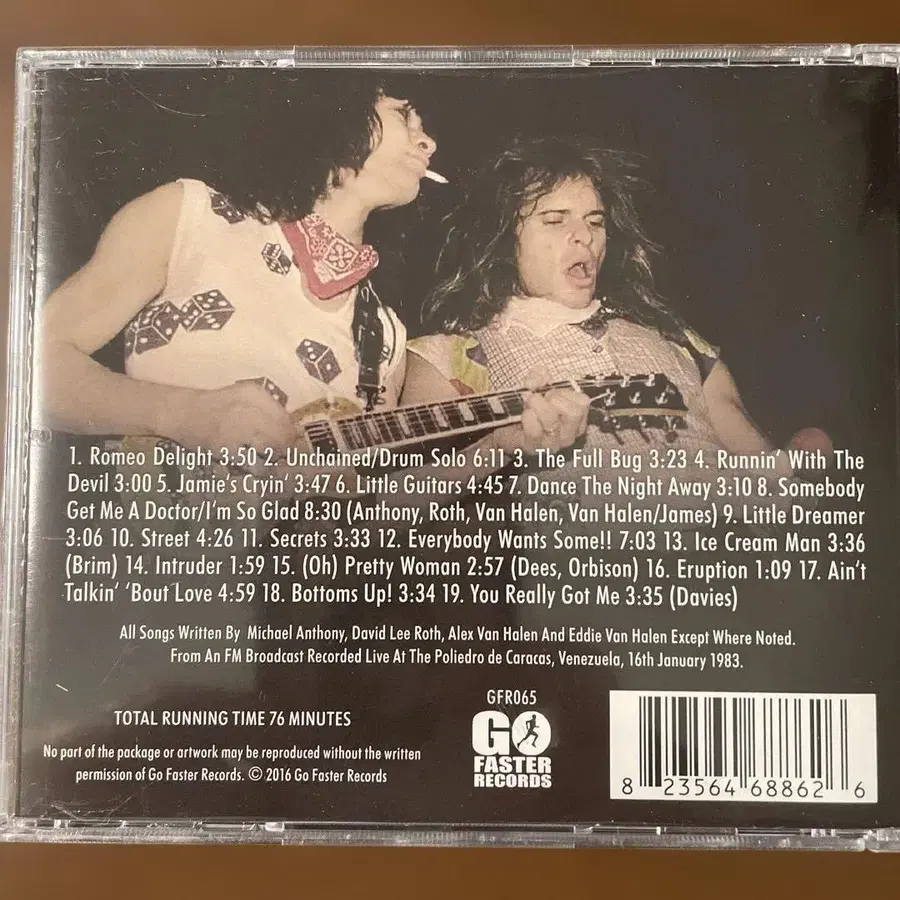 1. Romeo Delight 3:50 2. Unchained/Drum Solo 6:11 3. The Full Bug 3:23 4. Runnin' With The
Devil 3:00 5. Jamie's Cryin' 3:47 6. Little Guitars 4:45 7. Dance The Night Away 3:10 8. Somebody
Get Me A Doctor/I'm So Glad 8:30 (Anthony, Roth, Van Halen, Van Halen/James) 9. Little Dreamer
3:06 10. Street 4:26 11. Secrets 3:33 12. Everybody Wants Some!! 7:03 13. Ice Cream Man 3:36
(Brim) 14. Intruder 1:59 15. (Oh) Pretty Woman 2:57 (Dees, Orbison) 16. Eruption 1:09 17. Ain't
Talkin' 'Bout Love 4:59 18. Bottoms Up! 3:34 19. You Really Got Me 3:35 (Davies)
All Songs Written By Michael Anthony, David Lee Roth, Alex Van Halen And Eddie Van Halen Except Where Noted.
From An FM Broadcast Recorded Live At The Poliedro de Caracas, Venezuela, 16th January 1983.
TOTAL RUNNING TIME 76 MINUTES
No part of the package or artwork may be reproduced without the written
permission of Go Faster Records. © 2016 Go Faster Records
GFR065
GO
FASTER
RECORDS
8 23564 68862 6